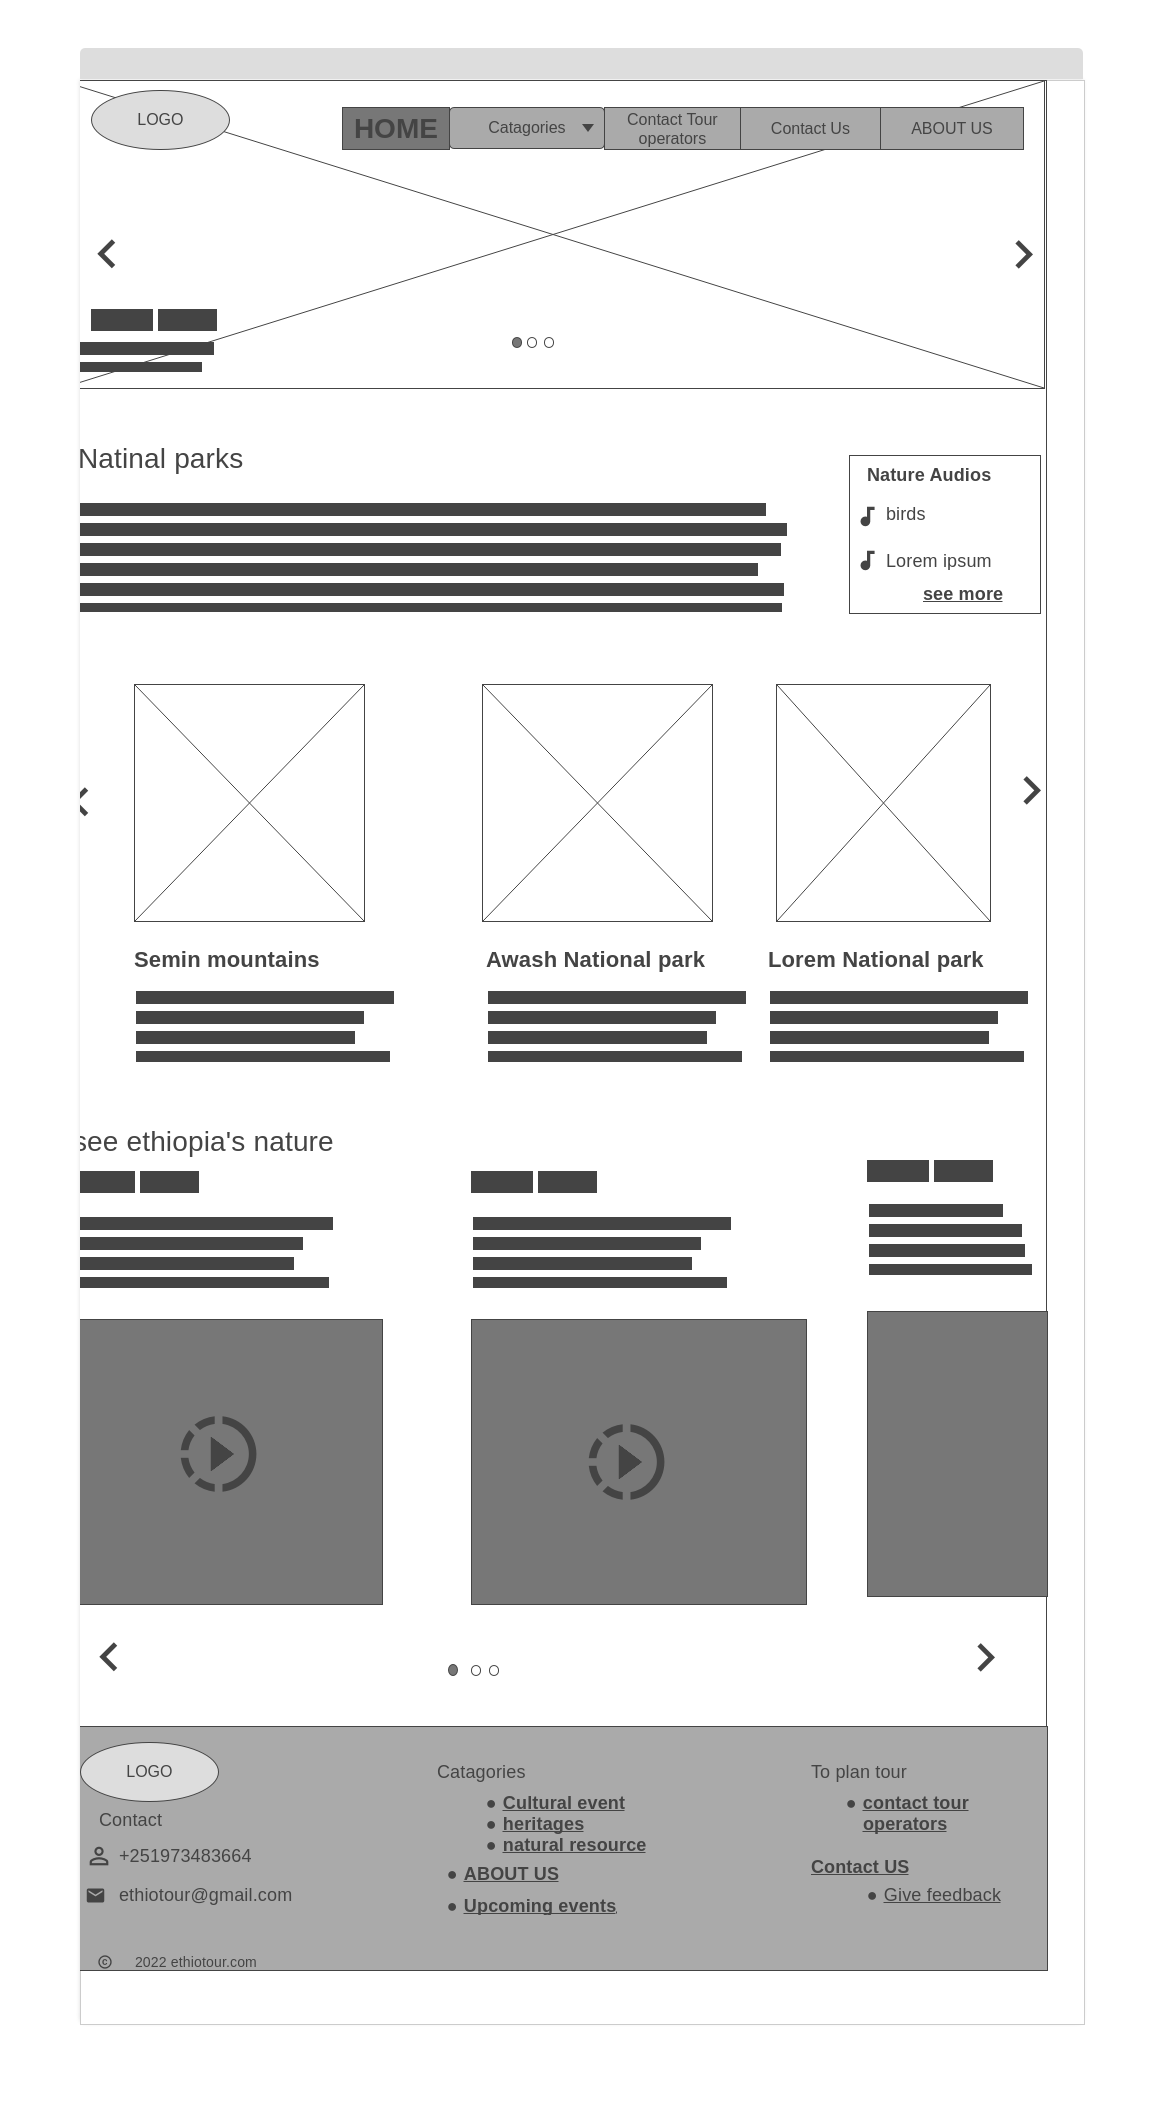 LOGO
HOME
Catagories
Contact Tour
operators
Contact Us
ABOUT US
Natinal parks
Nature Audios
birds
Lorem ipsum
see more
Semin mountains
Awash National park
Lorem National park
see ethiopia's nature
LOGO
Contact
+251973483664
ethiotour@gmail.com
© 2022 ethiotour.com
Catagories
● Cultural event
● heritages
● natural resource
● ABOUT US
● Upcoming events
To plan tour
● contact tour
operators
Contact US
● Give feedback